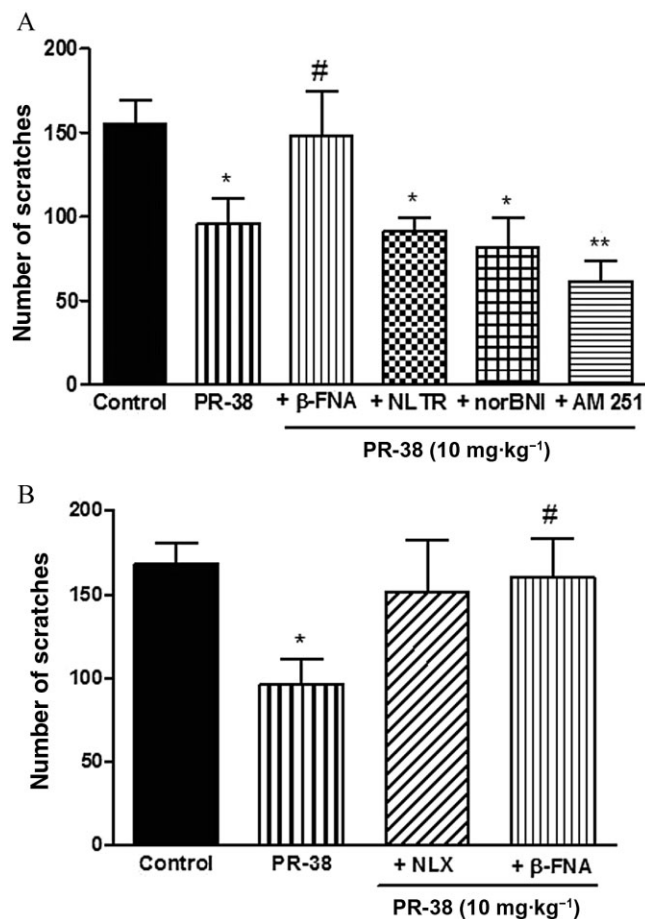 A
200
#
150
*
*
*
100
**
50
0
Number of scratches
Control PR-38 + β-FNA + NLTR + norBNI + AM 251
PR-38 (10 mg·kg⁻¹)
B
200
#
150
*
100
50
0
Number of scratches
Control PR-38 + NLX + β-FNA
PR-38 (10 mg·kg⁻¹)